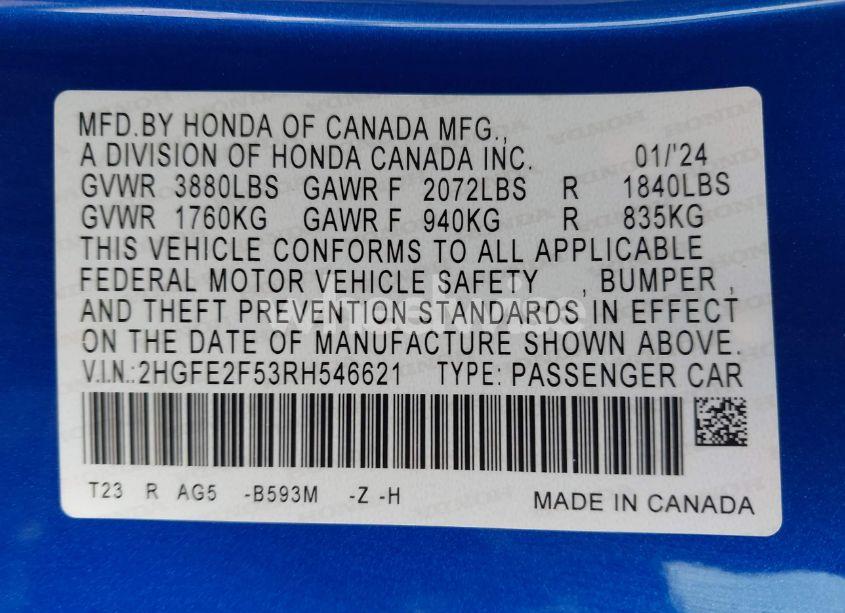 MFD.BY HONDA OF CANADA MFG.,
A DIVISION OF HONDA CANADA INC. 01/'24
GVWR 3880LBS GAWR F 2072LBS R 1840LBS
GVWR 1760KG GAWR F 940KG R 835KG
THIS VEHICLE CONFORMS TO ALL APPLICABLE
FEDERAL MOTOR VEHICLE SAFETY , BUMPER ,
AND THEFT PREVENTION STANDARDS IN EFFECT
ON THE DATE OF MANUFACTURE SHOWN ABOVE.
V.I.N.:2HGFE2F53RH546621 TYPE: PASSENGER CAR
T23 R AG5 -B593M -Z -H MADE IN CANADA